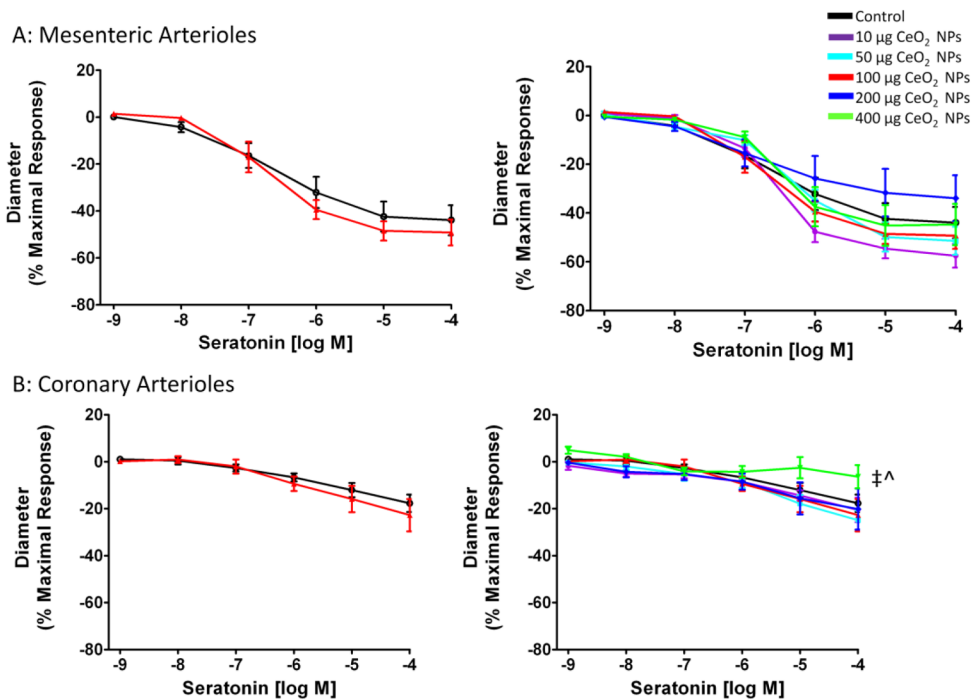 Control
10 µg CeO₂ NPs
50 µg CeO₂ NPs
100 µg CeO₂ NPs
200 µg CeO₂ NPs
400 µg CeO₂ NPs
A: Mesenteric Arterioles
20
0
-20
-40
-60
-80
Diameter
(% Maximal Response)
-9 -8 -7 -6 -5 -4
Seratonin [log M]
20
0
-20
-40
-60
-80
Diameter
(% Maximal Response)
-9 -8 -7 -6 -5 -4
Seratonin [log M]
B: Coronary Arterioles
20
0
-20
-40
-60
-80
Diameter
(% Maximal Response)
-9 -8 -7 -6 -5 -4
Seratonin [log M]
20
0
-20
-40
-60
-80
Diameter
(% Maximal Response)
-9 -8 -7 -6 -5 -4
Seratonin [log M]
‡^